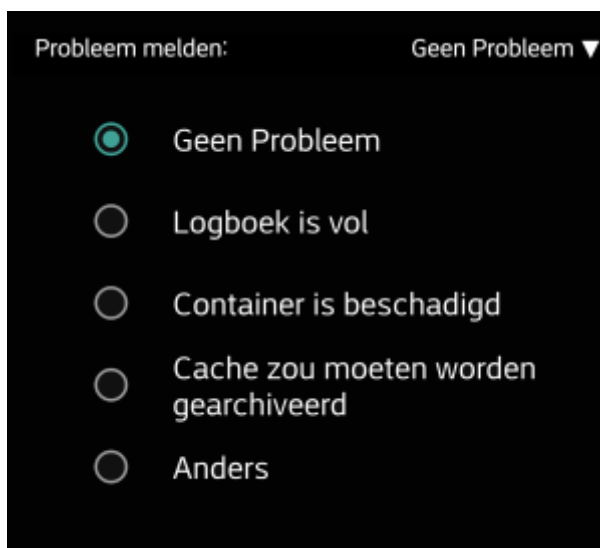 Probleem melden: Geen Probleem ▼
Geen Probleem
Logboek is vol
Container is beschadigd
Cache zou moeten worden
gearchiveerd
Anders